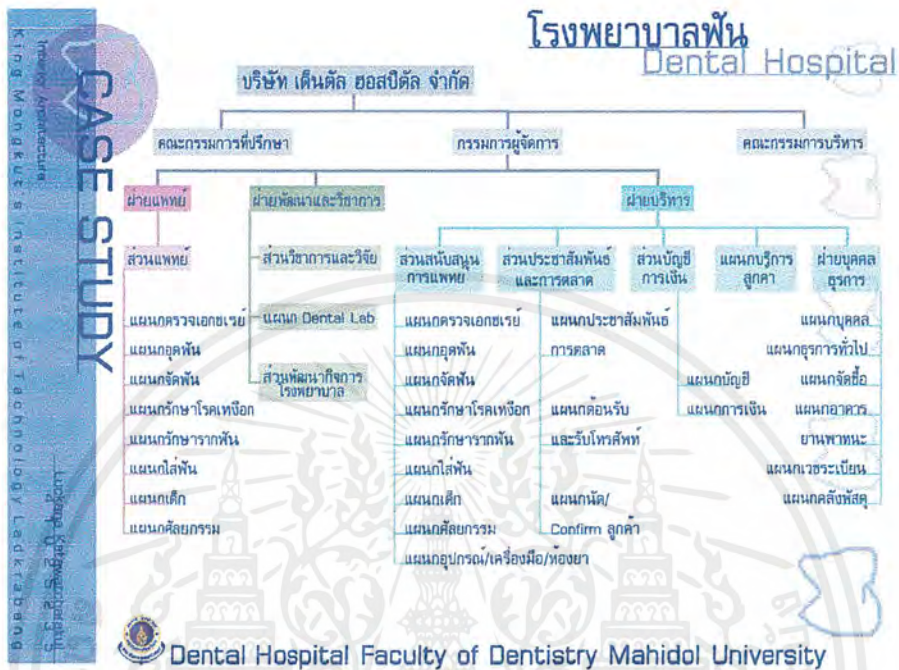 โรงพยาบาลฟัน
Dental Hospital
CASE STUDY
Interior Architecture
King Mongkut's Institute of Technology Ladkrabang
บริษัท เด็นตัล ฮอสปิตัล จำกัด
คณะกรรมการที่ปรึกษา
กรรมการผู้จัดการ
คณะกรรมการบริหาร
ฝ่ายแพทย์
ฝ่ายพัฒนาและวิชาการ
ฝ่ายบริหาร
ส่วนแพทย์
แผนกตรวจเอกซเรย์
แผนกอุดฟัน
แผนกจัดฟัน
แผนกรักษาโรคเหงือก
แผนกรักษารากฟัน
แผนกใส่ฟัน
แผนกเด็ก
แผนกศัลยกรรม
ส่วนวิชาการและวิจัย
แผนก Dental Lab
ส่วนพัฒนากิจการ
โรงพยาบาล
ส่วนสนับสนุน
การแพทย์
แผนกตรวจเอกซเรย์
แผนกอุดฟัน
แผนกจัดฟัน
แผนกรักษาโรคเหงือก
แผนกรักษารากฟัน
แผนกใส่ฟัน
แผนกเด็ก
แผนกศัลยกรรม
แผนกอุปกรณ์/เครื่องมือ/ห้องยา
ส่วนประชาสัมพันธ์
และการตลาด
แผนกประชาสัมพันธ์
การตลาด
แผนกต้อนรับ
และรับโทรศัพท์
แผนกนัด/
Confirm ลูกค้า
ส่วนบัญชี
การเงิน
แผนกบัญชี
แผนกการเงิน
แผนกบริการ
ลูกค้า
ฝ่ายบุคคล
ธุรการ
แผนกบุคคล
แผนกธุรการทั่วไป
แผนกจัดซื้อ
แผนกอาคาร
ยานพาหนะ
แผนกเวชระเบียน
แผนกคลังพัสดุ
Dental Hospital Faculty of Dentistry Mahidol University